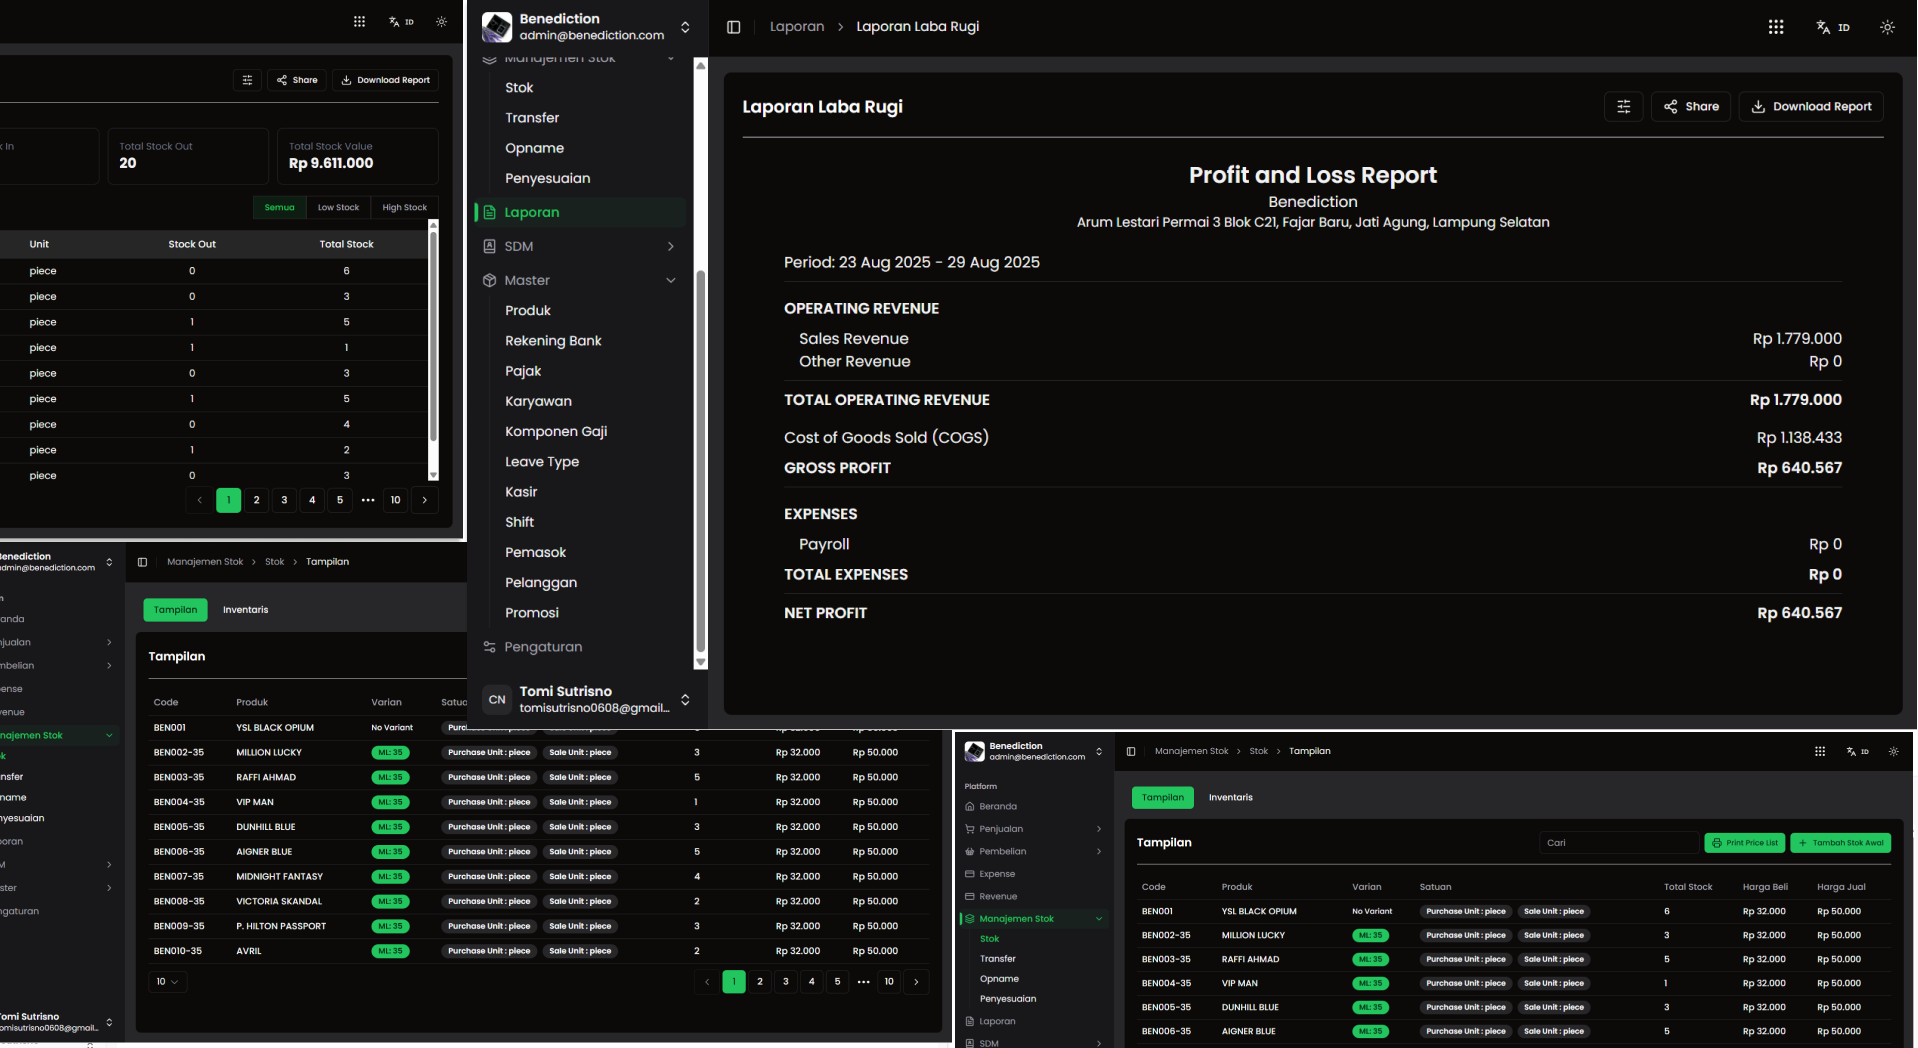 ID
Share
Download Report
In
Total Stock Out
20
Total Stock Value
Rp 9.611.000
Semua
Low Stock
High Stock
Unit Stock Out Total Stock
piece 0 6
piece 0 3
piece 1 5
piece 1 1
piece 0 3
piece 1 5
piece 0 4
piece 1 2
piece 0 3
1 2 3 4 5 ••• 10
Benediction
admin@benediction.com
Manajemen Stok
Stok
Transfer
Opname
Penyesuaian
Laporan
SDM
Master
Produk
Rekening Bank
Pajak
Karyawan
Komponen Gaji
Leave Type
Kasir
Shift
Pemasok
Pelanggan
Promosi
Pengaturan
CN
Tomi Sutrisno
tomisutrisno0608@gmail...
Laporan > Laporan Laba Rugi
ID
Laporan Laba Rugi
Share
Download Report
Profit and Loss Report
Benediction
Arum Lestari Permai 3 Blok C21, Fajar Baru, Jati Agung, Lampung Selatan
Period: 23 Aug 2025 - 29 Aug 2025
OPERATING REVENUE
Sales Revenue Rp 1.779.000
Other Revenue Rp 0
TOTAL OPERATING REVENUE Rp 1.779.000
Cost of Goods Sold (COGS) Rp 1.138.433
GROSS PROFIT Rp 640.567
EXPENSES
Payroll Rp 0
TOTAL EXPENSES Rp 0
NET PROFIT Rp 640.567
enediction
dmin@benediction.com
m
anda
njualan
mbelian
ense
enue
najemen Stok
ok
nsfer
name
nyesuaian
oran
M
ster
ngaturan
omi Sutrisno
omisutrisno0608@gmail...
Manajemen Stok > Stok > Tampilan
Tampilan
Inventaris
Tampilan
Code Produk Varian Satua
BEN001 YSL BLACK OPIUM No Variant Purc Rp 32.000 Rp 50.000
BEN002-35 MILLION LUCKY ML: 35 Purchase Unit : piece Sale Unit : piece 3 Rp 32.000 Rp 50.000
BEN003-35 RAFFI AHMAD ML: 35 Purchase Unit : piece Sale Unit : piece 5 Rp 32.000 Rp 50.000
BEN004-35 VIP MAN ML: 35 Purchase Unit : piece Sale Unit : piece 1 Rp 32.000 Rp 50.000
BEN005-35 DUNHILL BLUE ML: 35 Purchase Unit : piece Sale Unit : piece 3 Rp 32.000 Rp 50.000
BEN006-35 AIGNER BLUE ML: 35 Purchase Unit : piece Sale Unit : piece 5 Rp 32.000 Rp 50.000
BEN007-35 MIDNIGHT FANTASY ML: 35 Purchase Unit : piece Sale Unit : piece 4 Rp 32.000 Rp 50.000
BEN008-35 VICTORIA SKANDAL ML: 35 Purchase Unit : piece Sale Unit : piece 2 Rp 32.000 Rp 50.000
BEN009-35 P. HILTON PASSPORT ML: 35 Purchase Unit : piece Sale Unit : piece 3 Rp 32.000 Rp 50.000
BEN010-35 AVRIL ML: 35 Purchase Unit : piece Sale Unit : piece 2 Rp 32.000 Rp 50.000
10
1 2 3 4 5 ••• 10
Benediction
admin@benediction.com
Platform
Beranda
Penjualan
Pembelian
Expense
Revenue
Manajemen Stok
Stok
Transfer
Opname
Penyesuaian
Laporan
SDM
Manajemen Stok > Stok > Tampilan
ID
Tampilan
Inventaris
Tampilan
Cari
Print Price List
+ Tambah Stok Awal
Code Produk Varian Satuan Total Stock Harga Beli Harga Jual
BEN001 YSL BLACK OPIUM No Variant Purchase Unit : piece Sale Unit : piece 6 Rp 32.000 Rp 50.000
BEN002-35 MILLION LUCKY ML: 35 Purchase Unit : piece Sale Unit : piece 3 Rp 32.000 Rp 50.000
BEN003-35 RAFFI AHMAD ML: 35 Purchase Unit : piece Sale Unit : piece 5 Rp 32.000 Rp 50.000
BEN004-35 VIP MAN ML: 35 Purchase Unit : piece Sale Unit : piece 1 Rp 32.000 Rp 50.000
BEN005-35 DUNHILL BLUE ML: 35 Purchase Unit : piece Sale Unit : piece 3 Rp 32.000 Rp 50.000
BEN006-35 AIGNER BLUE ML: 35 Purchase Unit : piece Sale Unit : piece 5 Rp 32.000 Rp 50.000